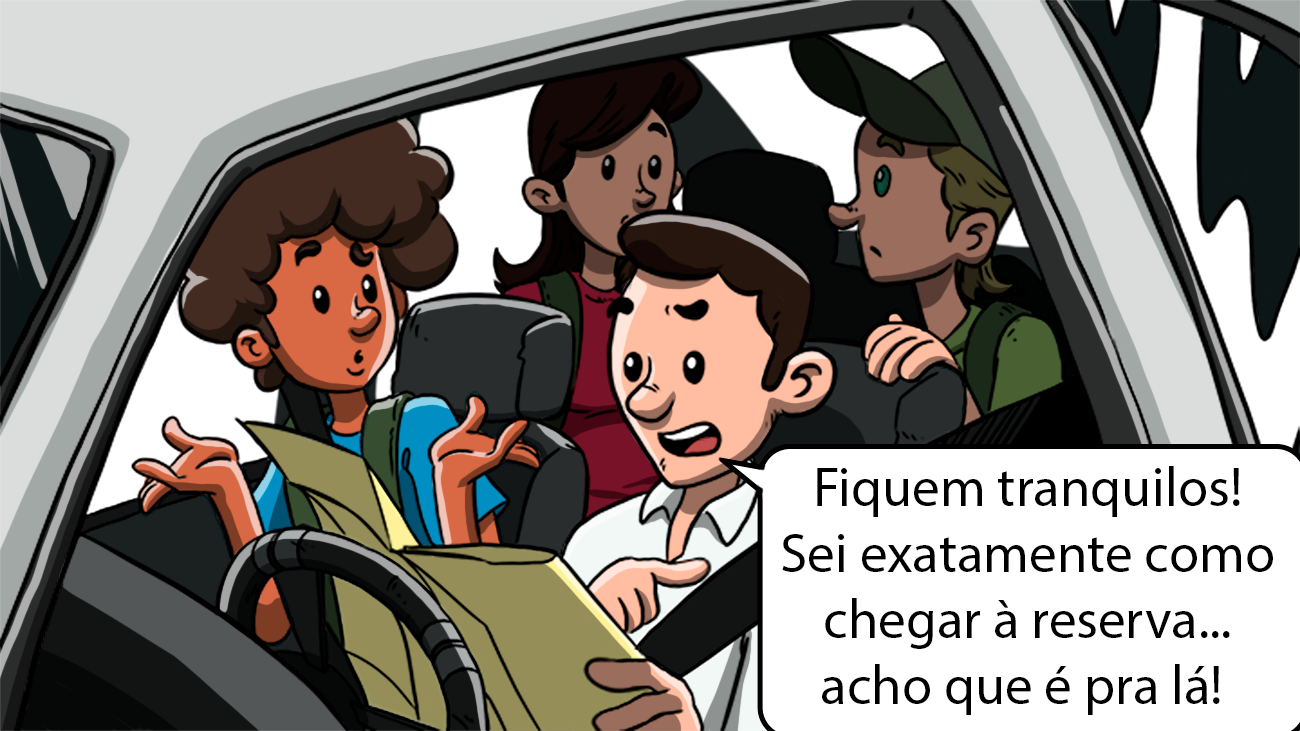 Fiquem tranquilos!
Sei exatamente como
chegar à reserva...
acho que é pra lá!